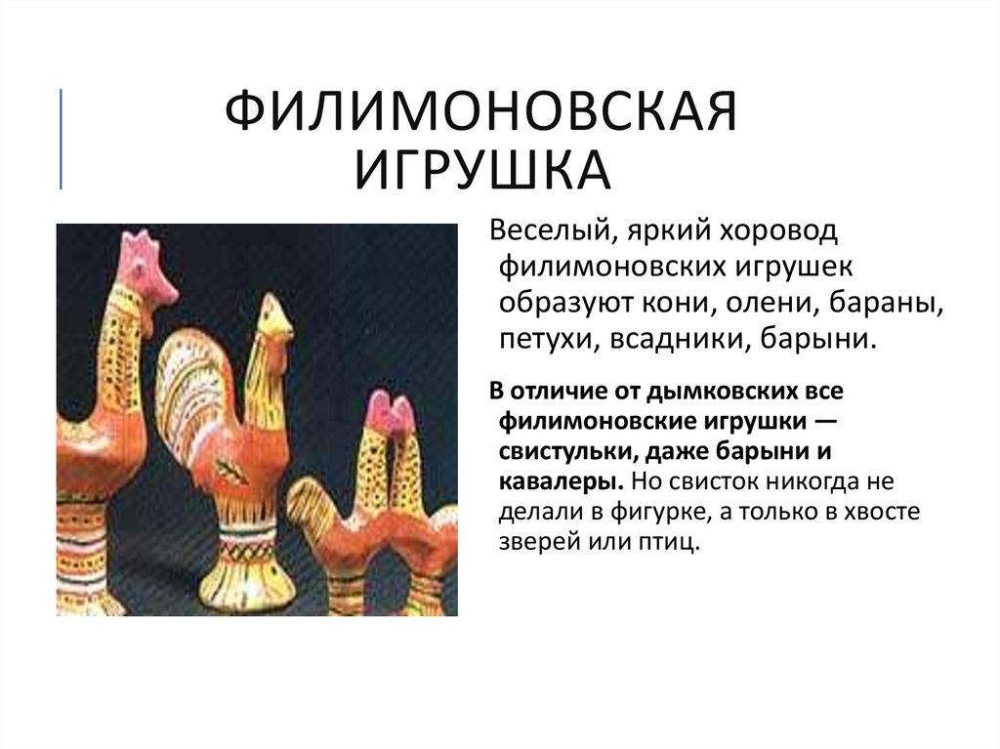 ФИЛИМОНОВСКАЯ
ИГРУШКА
Веселый, яркий хоровод
филимоновских игрушек
образуют кони, олени, бараны,
петухи, всадники, барыни.
В отличие от дымковских все
филимоновские игрушки —
свистульки, даже барыни и
кавалеры. Но свисток никогда не
делали в фигурке, а только в хвосте
зверей или птиц.